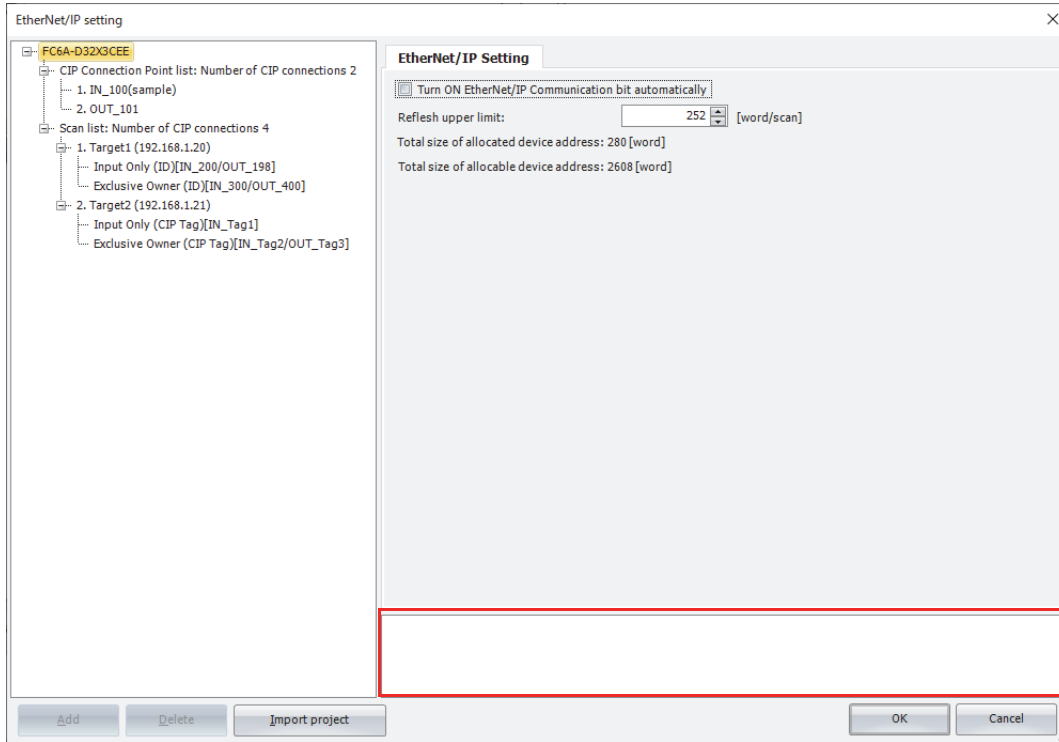 EtherNet/IP setting
FC6A-D32X3CEE
CIP Connection Point list: Number of CIP connections 2
1. IN_100(sample)
2. OUT_101
Scan list: Number of CIP connections 4
1. Target1 (192.168.1.20)
Input Only (ID)[IN_200/OUT_198]
Exclusive Owner (ID)[IN_300/OUT_400]
2. Target2 (192.168.1.21)
Input Only (CIP Tag)[IN_Tag1]
Exclusive Owner (CIP Tag)[IN_Tag2/OUT_Tag3]
EtherNet/IP Setting
Turn ON EtherNet/IP Communication bit automatically
Reflesh upper limit: 252 [word/scan]
Total size of allocated device address: 280 [word]
Total size of allocable device address: 2608 [word]
Add Delete Import project OK Cancel